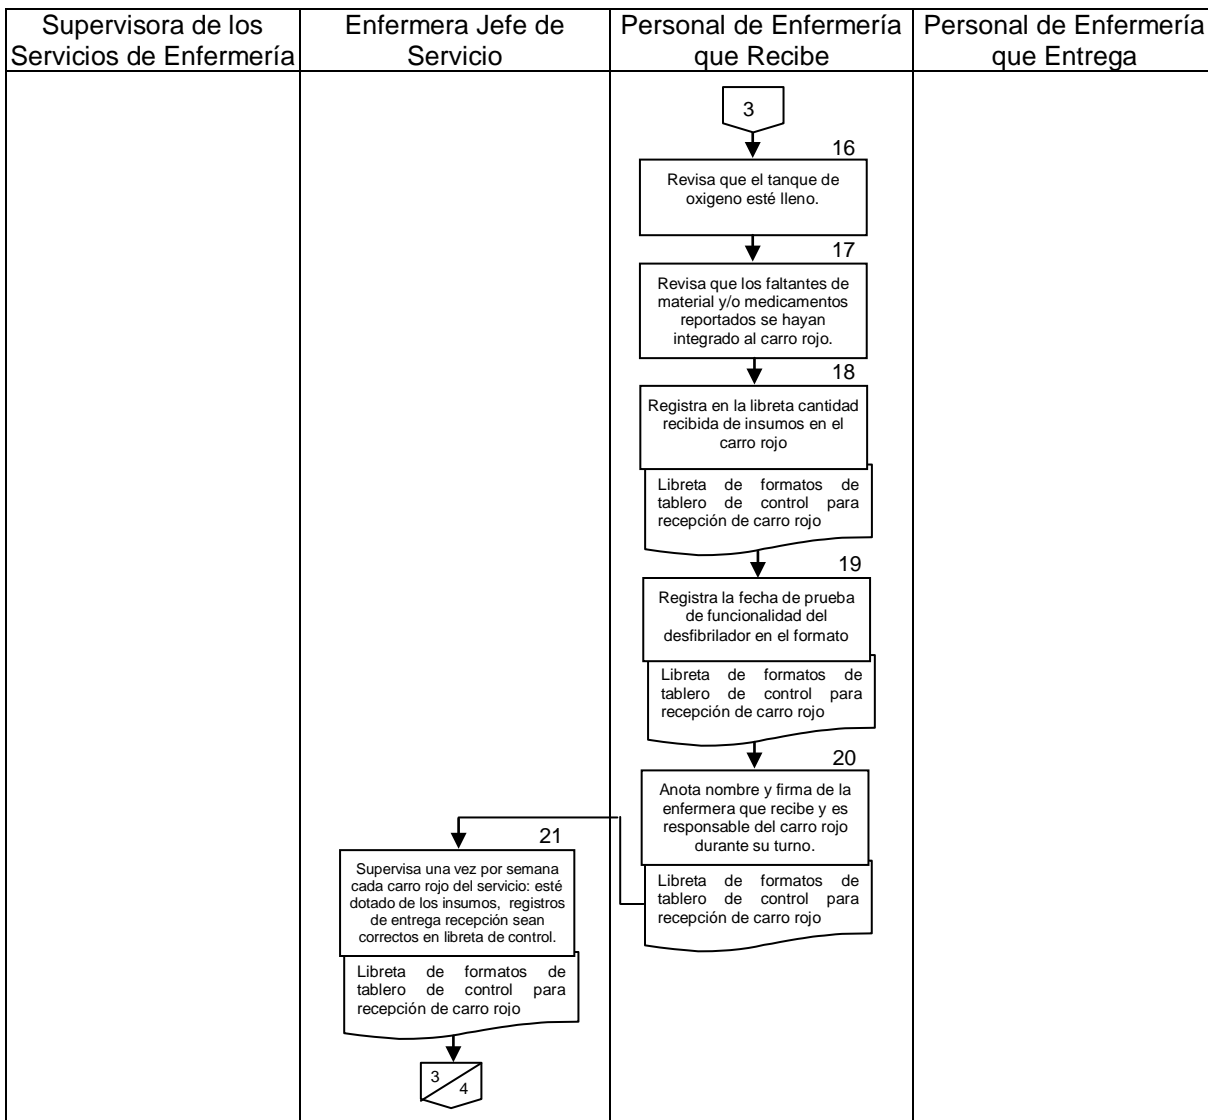 Supervisora de los
Servicios de Enfermería
Enfermera Jefe de
Servicio
Personal de Enfermería
que Recibe
Personal de Enfermería
que Entrega
3
16
Revisa que el tanque de
oxigeno esté lleno.
17
Revisa que los faltantes de
material y/o medicamentos
reportados se hayan
integrado al carro rojo.
18
Registra en la libreta cantidad
recibida de insumos en el
carro rojo
Libreta de formatos de
tablero de control para
recepción de carro rojo
19
Registra la fecha de prueba
de funcionalidad del
desfibrilador en el formato
Libreta de formatos de
tablero de control para
recepción de carro rojo
20
Anota nombre y firma de la
enfermera que recibe y es
responsable del carro rojo
durante su turno.
Libreta de formatos de
tablero de control para
recepción de carro rojo
21
Supervisa una vez por semana
cada carro rojo del servicio: esté
dotado de los insumos, registros
de entrega recepción sean
correctos en libreta de control.
Libreta de formatos de
tablero de control para
recepción de carro rojo
3
4